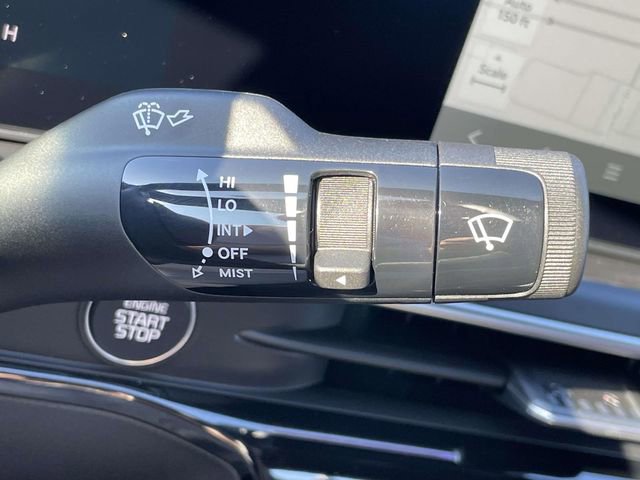 H
Auto
150 ft
Scale
HI
LO
INT
OFF
MIST
ENGINE
START
STOP